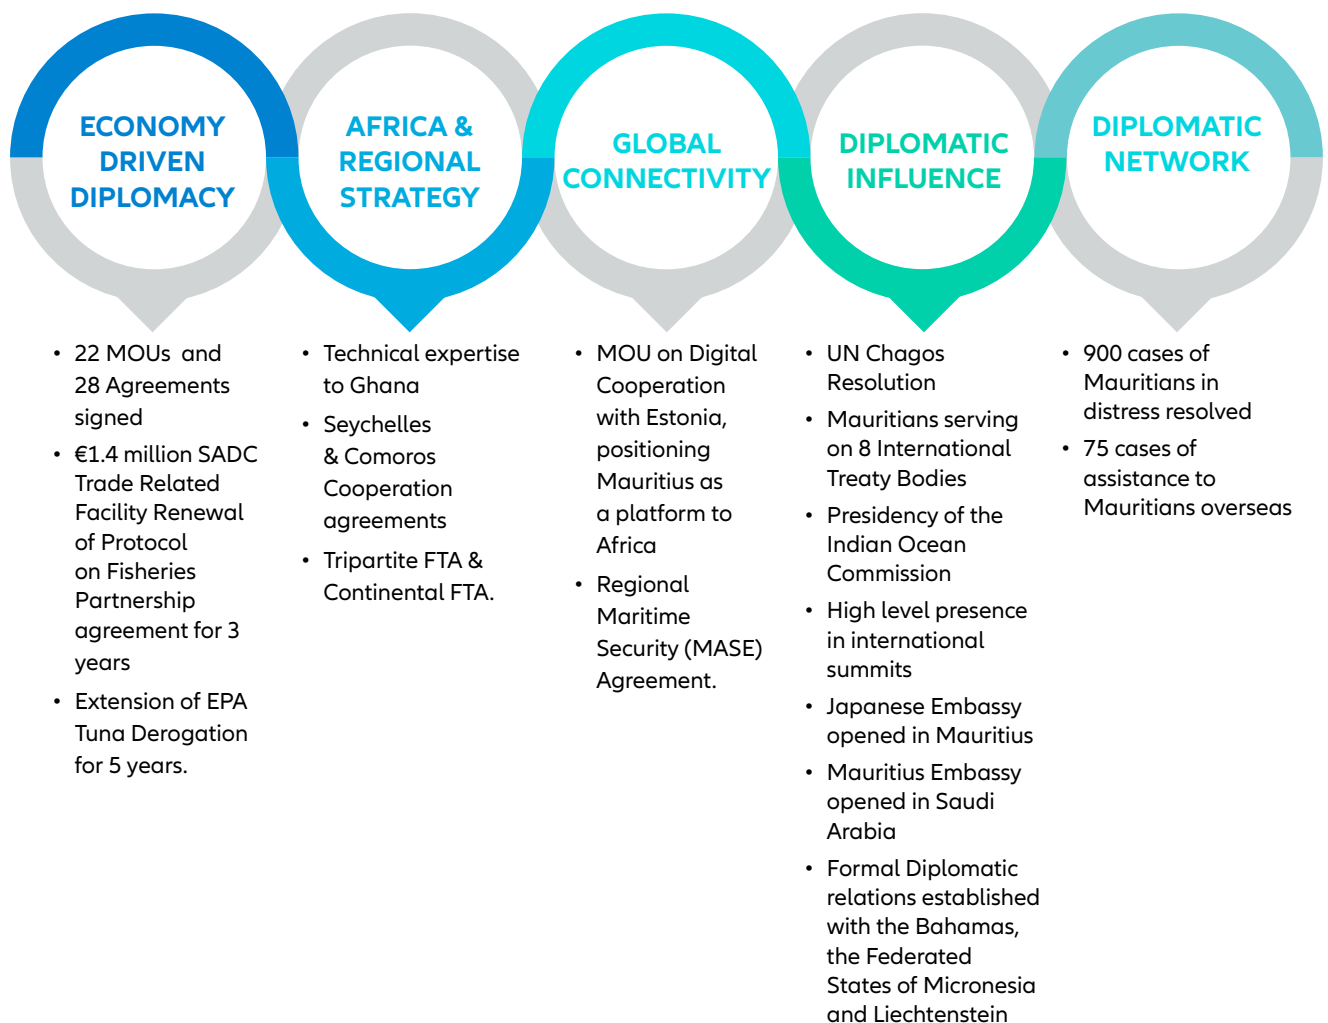 ECONOMY
DRIVEN
DIPLOMACY
• 22 MOUs and
28 Agreements
signed
• €1.4 million SADC
Trade Related
Facility Renewal
of Protocol
on Fisheries
Partnership
agreement for 3
years
• Extension of EPA
Tuna Derogation
for 5 years.
AFRICA &
REGIONAL
STRATEGY
• Technical expertise
to Ghana
• Seychelles
& Comoros
Cooperation
agreements
• Tripartite FTA &
Continental FTA.
GLOBAL
CONNECTIVITY
• MOU on Digital
Cooperation
with Estonia,
positioning
Mauritius as
a platform to
Africa
• Regional
Maritime
Security (MASE)
Agreement.
DIPLOMATIC
INFLUENCE
• UN Chagos
Resolution
• Mauritians serving
on 8 International
Treaty Bodies
• Presidency of the
Indian Ocean
Commission
• High level presence
in international
summits
• Japanese Embassy
opened in Mauritius
• Mauritius Embassy
opened in Saudi
Arabia
• Formal Diplomatic
relations established
with the Bahamas,
the Federated
States of Micronesia
and Liechtenstein
DIPLOMATIC
NETWORK
• 900 cases of
Mauritians in
distress resolved
• 75 cases of
assistance to
Mauritians overseas